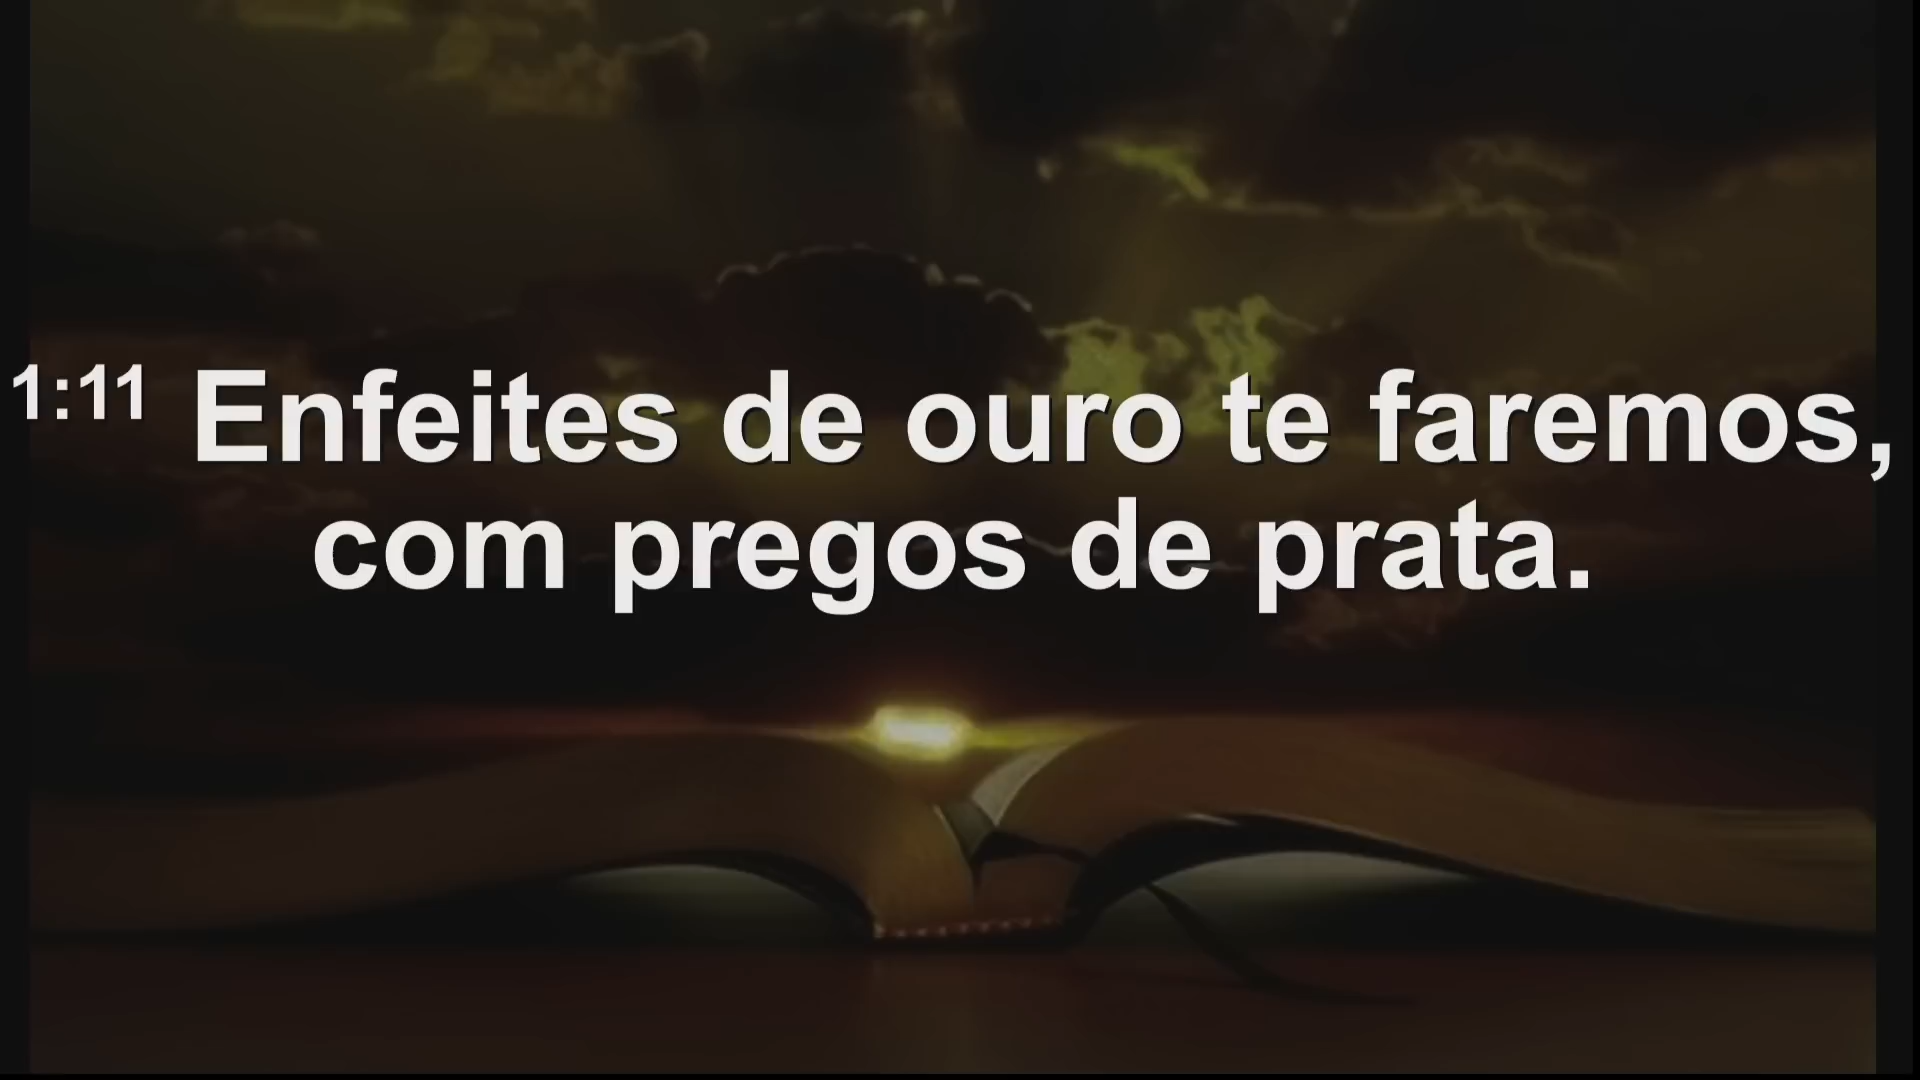 1:11 Enfeites de ouro te faremos,
com pregos de prata.